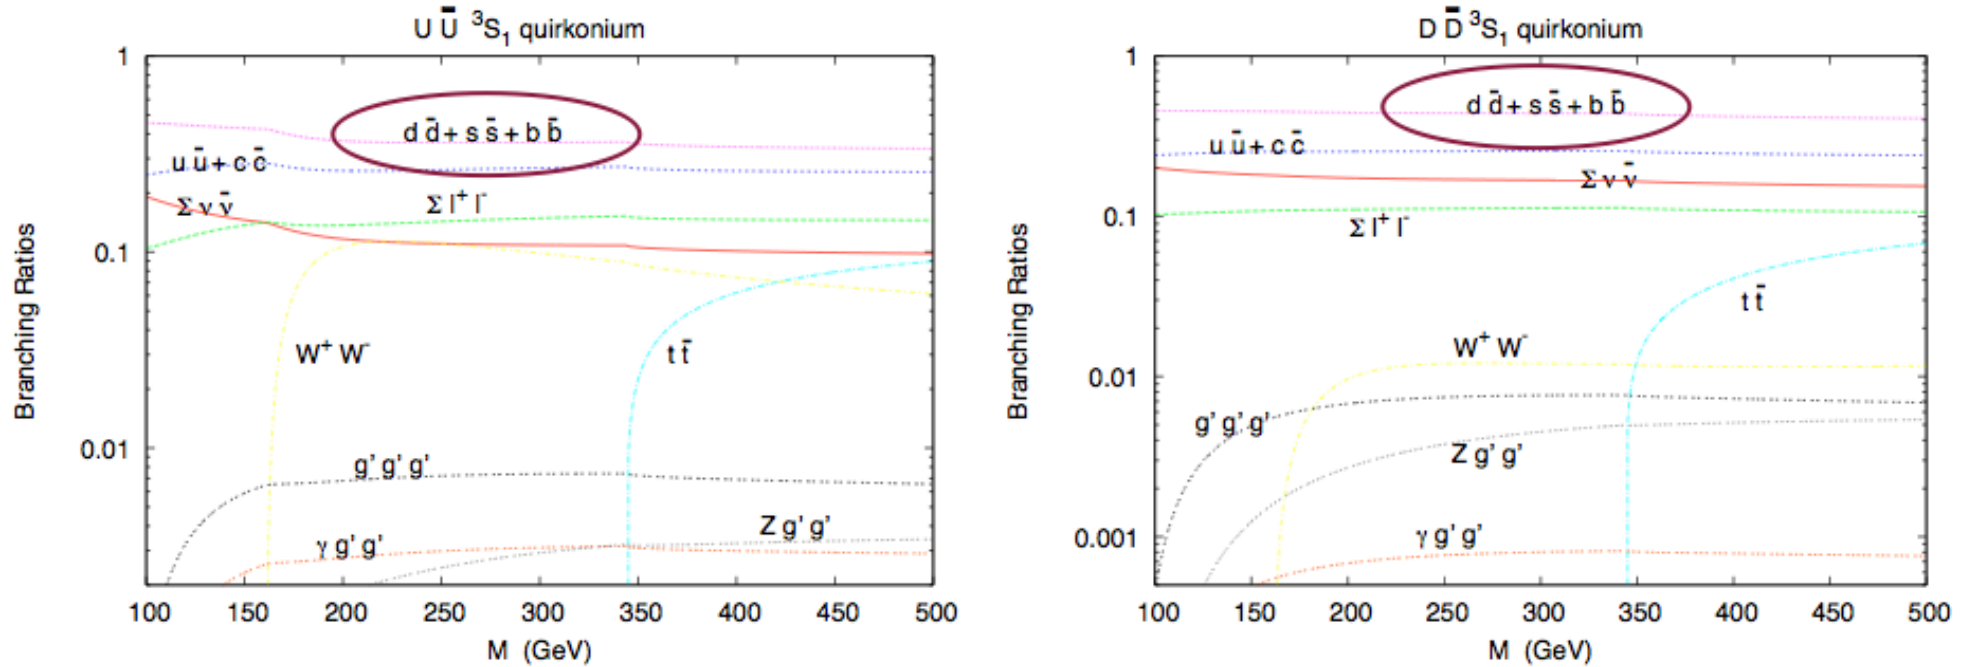 U Ū ³S₁ quirkonium
1
0.1
0.01
Branching Ratios
d d̄ + s s̄ + b b̄
u ū + c c̄
Σ ν ν̄
Σ l⁺ l⁻
W⁺ W⁻
t t̄
g' g' g'
γ g' g'
Z g' g'
100 150 200 250 300 350 400 450 500
M (GeV)
D D̄ ³S₁ quirkonium
1
0.1
0.01
0.001
Branching Ratios
d d̄ + s s̄ + b b̄
u ū + c c̄
Σ ν ν̄
Σ l⁺ l⁻
t t̄
W⁺ W⁻
g' g' g'
Z g' g'
γ g' g'
100 150 200 250 300 350 400 450 500
M (GeV)